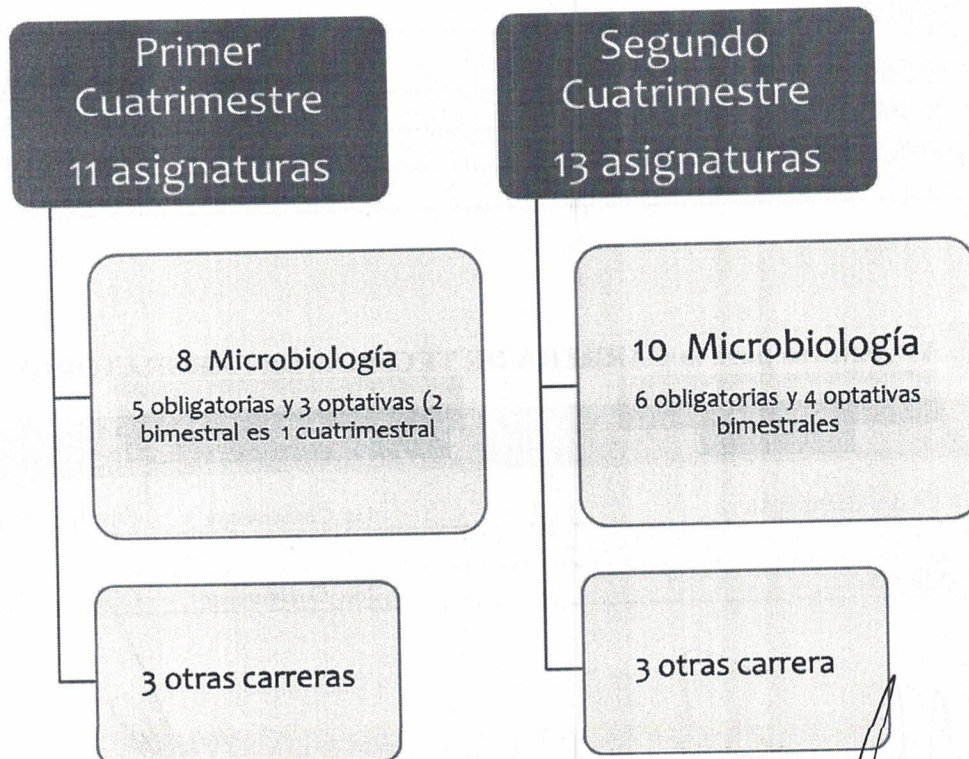 Primer
Cuatrimestre
11 asignaturas
8 Microbiología
5 obligatorias y 3 optativas (2
bimestral es 1 cuatrimestral
3 otras carreras
Segundo
Cuatrimestre
13 asignaturas
10 Microbiología
6 obligatorias y 4 optativas
bimestrales
3 otras carrera